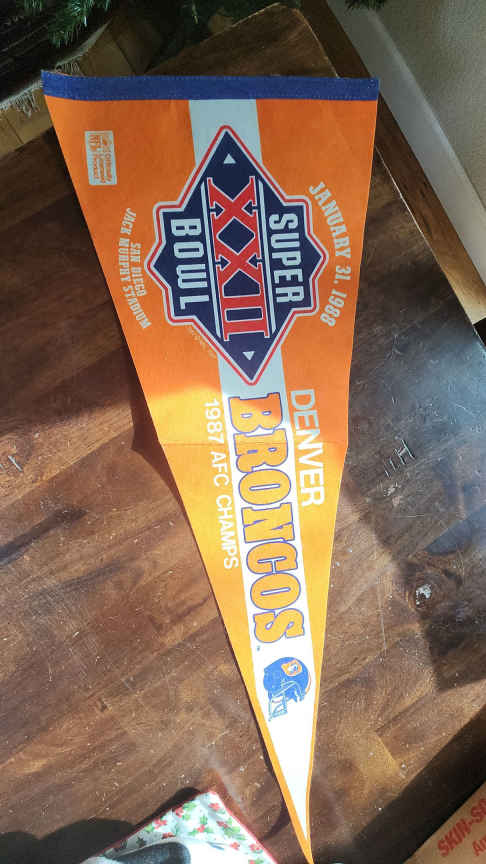 JANUARY 31, 1988
SUPER
XXII
BOWL
SAN DIEGO
JACK MURPHY STADIUM
DENVER
BRONCOS
1987 AFC CHAMPS